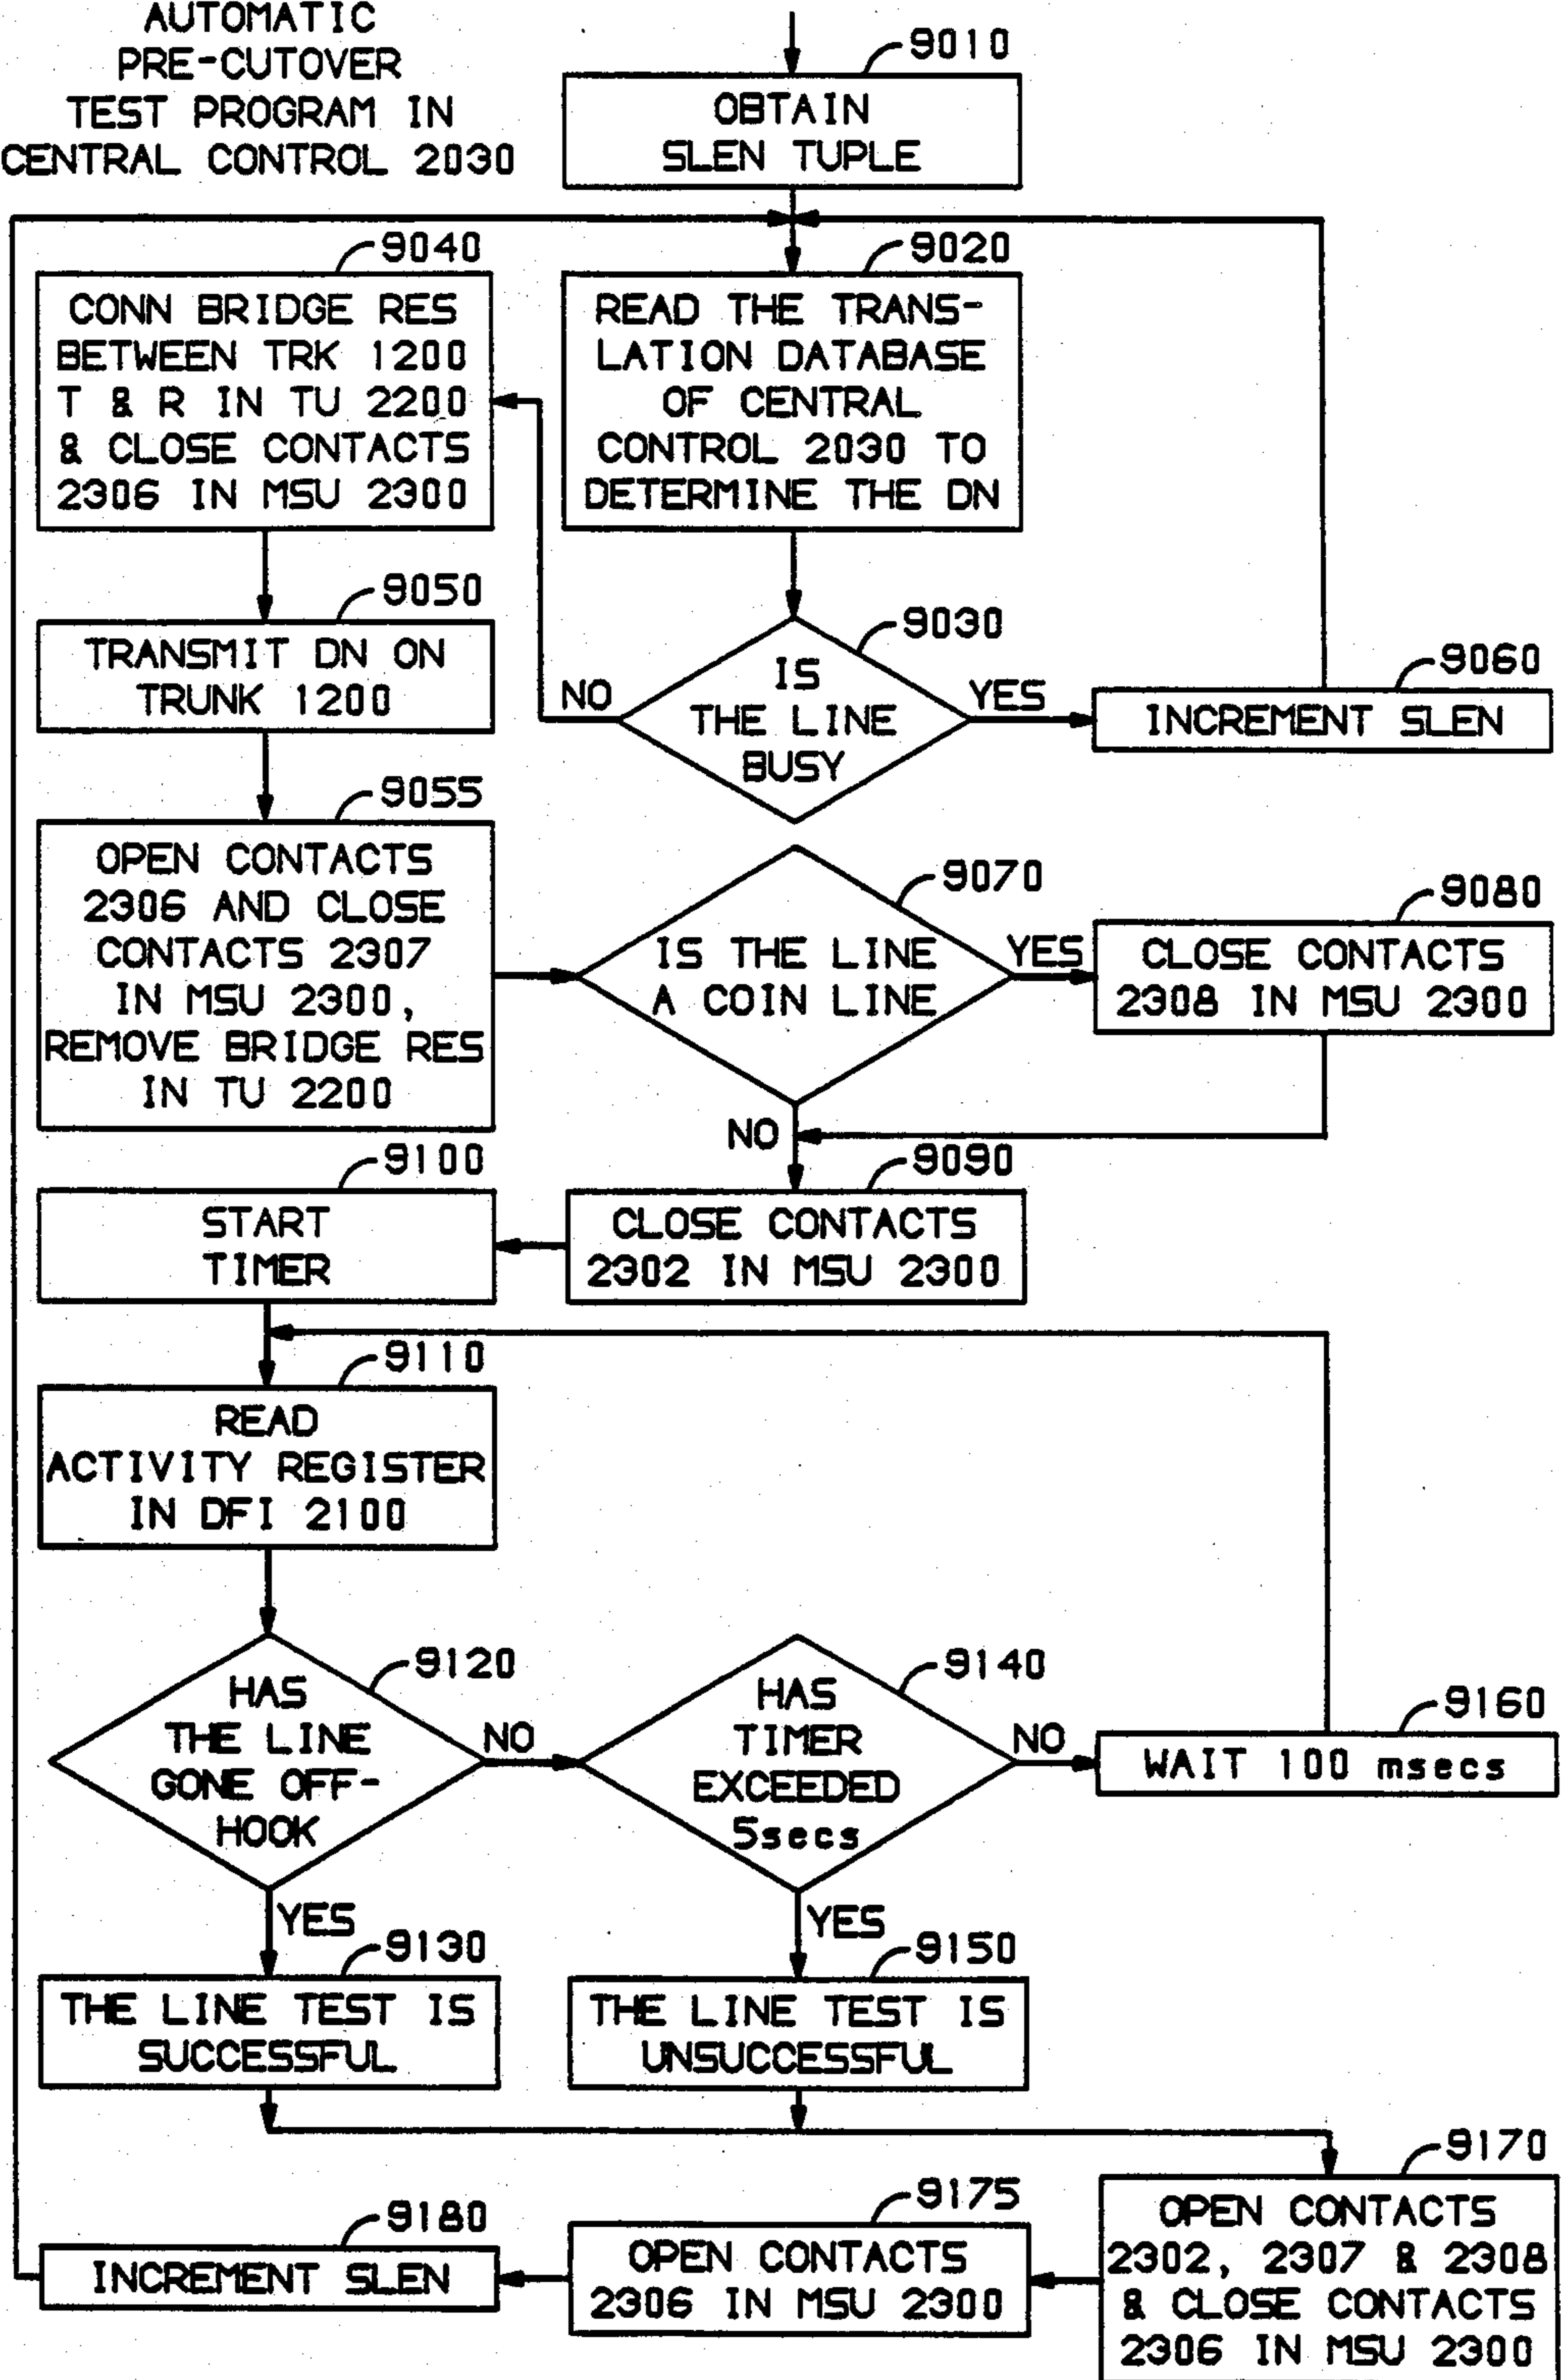 AUTOMATIC
PRE-CUTOVER
TEST PROGRAM IN
CENTRAL CONTROL 2030
9010
OBTAIN
SLEN TUPLE
9040
CONN BRIDGE RES
BETWEEN TRK 1200
T & R IN TU 2200
& CLOSE CONTACTS
2306 IN MSU 2300
9020
READ THE TRANS-
LATION DATABASE
OF CENTRAL
CONTROL 2030 TO
DETERMINE THE DN
9050
TRANSMIT DN ON
TRUNK 1200
9030
IS
THE LINE
BUSY
NO
YES
9060
INCREMENT SLEN
9055
OPEN CONTACTS
2306 AND CLOSE
CONTACTS 2307
IN MSU 2300,
REMOVE BRIDGE RES
IN TU 2200
9070
IS THE LINE
A COIN LINE
YES
NO
9080
CLOSE CONTACTS
2308 IN MSU 2300
9100
START
TIMER
9090
CLOSE CONTACTS
2302 IN MSU 2300
9110
READ
ACTIVITY REGISTER
IN DFI 2100
9120
HAS
THE LINE
GONE OFF-
HOOK
NO
YES
9140
HAS
TIMER
EXCEEDED
5secs
NO
YES
9160
WAIT 100 msecs
9130
THE LINE TEST IS
SUCCESSFUL
9150
THE LINE TEST IS
UNSUCCESSFUL
9170
OPEN CONTACTS
2302, 2307 & 2308
& CLOSE CONTACTS
2306 IN MSU 2300
9175
OPEN CONTACTS
2306 IN MSU 2300
9180
INCREMENT SLEN